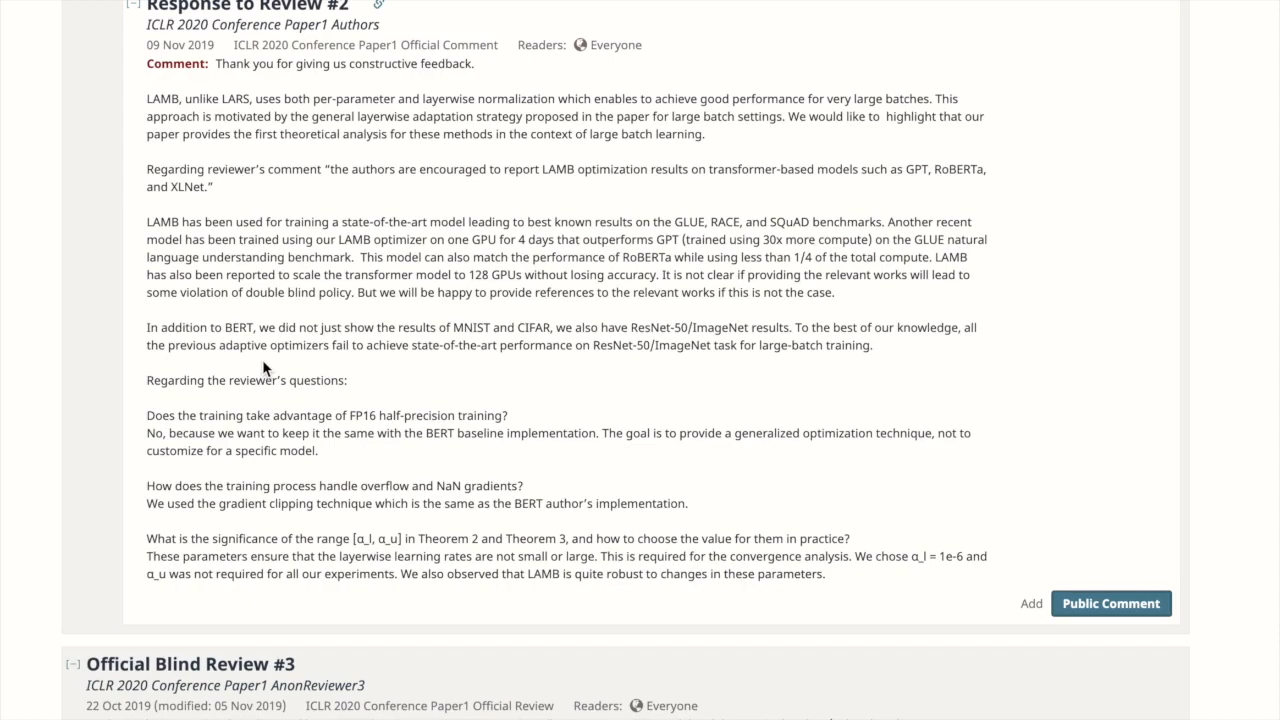 [−] Response to Review #2
ICLR 2020 Conference Paper1 Authors
09 Nov 2019 ICLR 2020 Conference Paper1 Official Comment Readers: Everyone
Comment: Thank you for giving us constructive feedback.
LAMB, unlike LARS, uses both per-parameter and layerwise normalization which enables to achieve good performance for very large batches. This
approach is motivated by the general layerwise adaptation strategy proposed in the paper for large batch settings. We would like to highlight that our
paper provides the first theoretical analysis for these methods in the context of large batch learning.
Regarding reviewer’s comment “the authors are encouraged to report LAMB optimization results on transformer-based models such as GPT, RoBERTa,
and XLNet.”
LAMB has been used for training a state-of-the-art model leading to best known results on the GLUE, RACE, and SQuAD benchmarks. Another recent
model has been trained using our LAMB optimizer on one GPU for 4 days that outperforms GPT (trained using 30x more compute) on the GLUE natural
language understanding benchmark. This model can also match the performance of RoBERTa while using less than 1/4 of the total compute. LAMB
has also been reported to scale the transformer model to 128 GPUs without losing accuracy. It is not clear if providing the relevant works will lead to
some violation of double blind policy. But we will be happy to provide references to the relevant works if this is not the case.
In addition to BERT, we did not just show the results of MNIST and CIFAR, we also have ResNet-50/ImageNet results. To the best of our knowledge, all
the previous adaptive optimizers fail to achieve state-of-the-art performance on ResNet-50/ImageNet task for large-batch training.
Regarding the reviewer’s questions:
Does the training take advantage of FP16 half-precision training?
No, because we want to keep it the same with the BERT baseline implementation. The goal is to provide a generalized optimization technique, not to
customize for a specific model.
How does the training process handle overflow and NaN gradients?
We used the gradient clipping technique which is the same as the BERT author’s implementation.
What is the significance of the range [α_l, α_u] in Theorem 2 and Theorem 3, and how to choose the value for them in practice?
These parameters ensure that the layerwise learning rates are not small or large. This is required for the convergence analysis. We chose α_l = 1e-6 and
α_u was not required for all our experiments. We also observed that LAMB is quite robust to changes in these parameters.
Add Public Comment
[−] Official Blind Review #3
ICLR 2020 Conference Paper1 AnonReviewer3
22 Oct 2019 (modified: 05 Nov 2019) ICLR 2020 Conference Paper1 Official Review Readers: Everyone